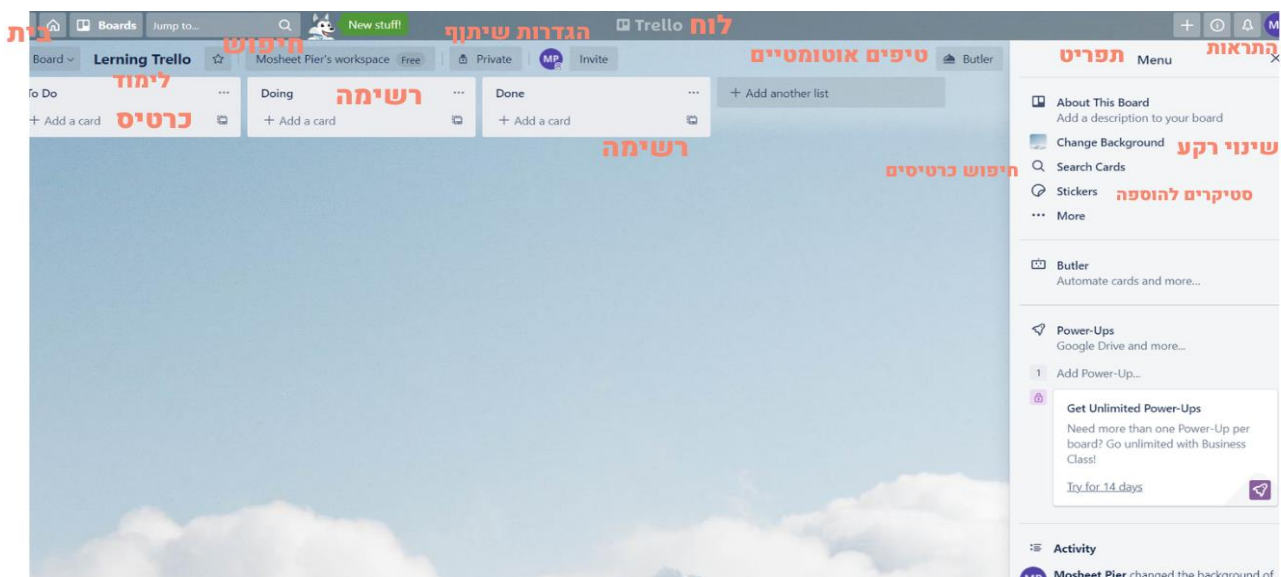 בית
Boards Jump to... New stuff! Trello לוח M
חיפוש הגדרות שיתוף התראות
Board Lerning Trello Mosheet Pier's workspace Free Private MP Invite טיפים אוטומטיים Butler תפריט Menu
לימוד
To Do Doing רשימה Done + Add another list
+ Add a card כרטיס + Add a card + Add a card
רשימה
About This Board
Add a description to your board
Change Background שינוי רקע
חיפוש כרטיסים Search Cards
Stickers סטיקרים להוספה
More
Butler
Automate cards and more...
Power-Ups
Google Drive and more...
1 Add Power-Up...
Get Unlimited Power-Ups
Need more than one Power-Up per
board? Go unlimited with Business
Class!
Try for 14 days
Activity
MP Mosheet Pier changed the background of